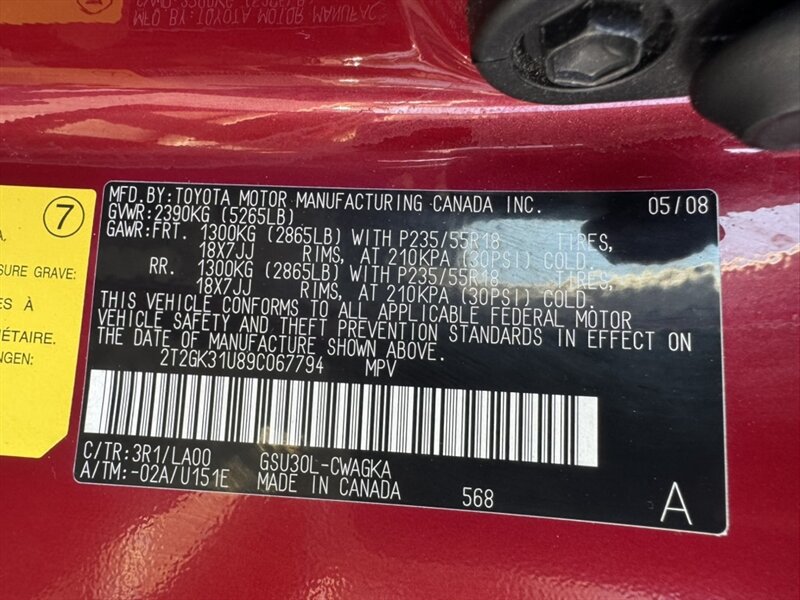 7
A.
SURE GRAVE:
S À
IÉTAIRE.
NGEN:
MFD.BY:TOYOTA MOTOR MANUFACTURING CANADA INC. 05/08
GVWR:2390KG (5265LB)
GAWR:FRT. 1300KG (2865LB) WITH P235/55R18 TIRES,
18X7JJ RIMS, AT 210KPA (30PSI) COLD.
RR. 1300KG (2865LB) WITH P235/55R18 TIRES,
18X7JJ RIMS, AT 210KPA (30PSI) COLD.
THIS VEHICLE CONFORMS TO ALL APPLICABLE FEDERAL MOTOR
VEHICLE SAFETY AND THEFT PREVENTION STANDARDS IN EFFECT ON
THE DATE OF MANUFACTURE SHOWN ABOVE.
2T2GK31U89C067794 MPV
C/TR:3R1/LA00 GSU30L-CWAGKA
A/TM:-02A/U151E MADE IN CANADA 568 A